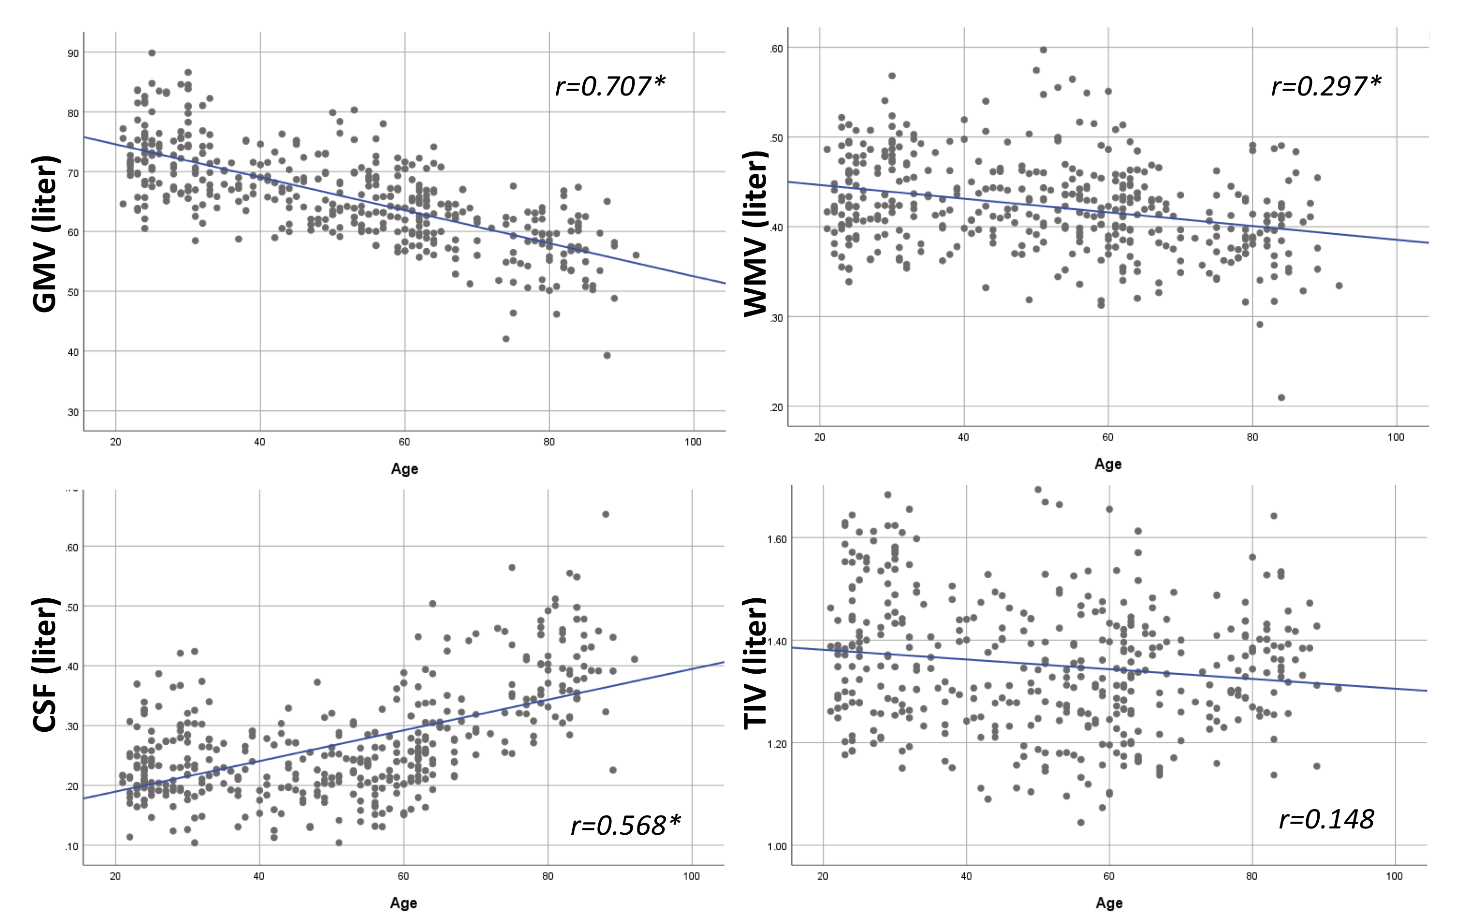 GMV (liter)
90
80
70
60
50
40
30
r=0.707*
20 40 60 80 100
Age
WMV (liter)
.60
.50
.40
.30
.20
r=0.297*
20 40 60 80 100
Age
CSF (liter)
.60
.50
.40
.30
.20
.10
r=0.568*
20 40 60 80 100
Age
TIV (liter)
1.60
1.40
1.20
1.00
r=0.148
20 40 60 80 100
Age